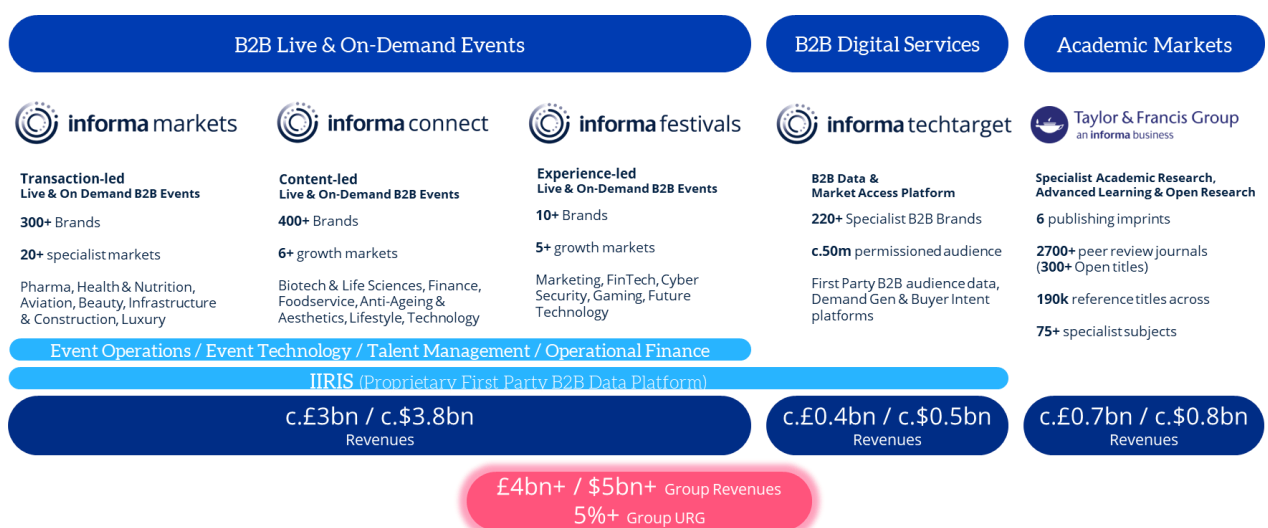 B2B Live & On-Demand Events
B2B Digital Services
Academic Markets
informa markets
informa connect
informa festivals
informa techtarget
Taylor & Francis Group
an informa business
Transaction-led
Live & On Demand B2B Events
300+ Brands
20+ specialist markets
Pharma, Health & Nutrition,
Aviation, Beauty, Infrastructure
& Construction, Luxury
Content-led
Live & On-Demand B2B Events
400+ Brands
6+ growth markets
Biotech & Life Sciences, Finance,
Foodservice, Anti-Ageing &
Aesthetics, Lifestyle, Technology
Experience-led
Live & On-Demand B2B Events
10+ Brands
5+ growth markets
Marketing, FinTech, Cyber
Security, Gaming, Future
Technology
B2B Data &
Market Access Platform
220+ Specialist B2B Brands
c.50m permissioned audience
First Party B2B audience data,
Demand Gen & Buyer Intent
platforms
Specialist Academic Research,
Advanced Learning & Open Research
6 publishing imprints
2700+ peer review journals
(300+ Open titles)
190k reference titles across
75+ specialist subjects
Event Operations / Event Technology / Talent Management / Operational Finance
IIRIS (Proprietary First Party B2B Data Platform)
c.£3bn / c.$3.8bn
Revenues
c.£0.4bn / c.$0.5bn
Revenues
c.£0.7bn / c.$0.8bn
Revenues
£4bn+ / $5bn+ Group Revenues
5%+ Group URG